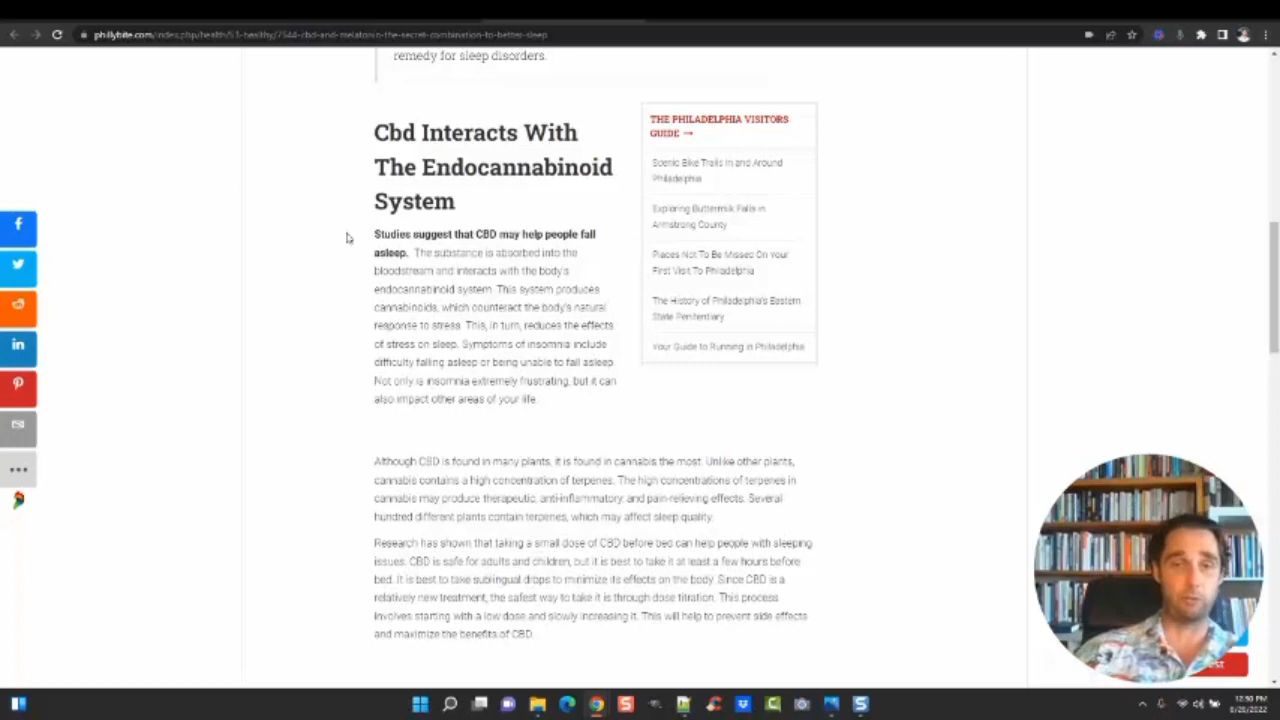 phillybite.com/index.php/health/51-healthy/7544-cbd-and-melatonin-the-secret-combination-to-better-sleep
remedy for sleep disorders.
Cbd Interacts With
The Endocannabinoid
System
Studies suggest that CBD may help people fall
asleep. The substance is absorbed into the
bloodstream and interacts with the body's
endocannabinoid system. This system produces
cannabinoids, which counteract the body's natural
response to stress. This, in turn, reduces the effects
of stress on sleep. Symptoms of insomnia include
difficulty falling asleep or being unable to fall asleep.
Not only is insomnia extremely frustrating, but it can
also impact other areas of your life.
THE PHILADELPHIA VISITORS
GUIDE →
Scenic Bike Trails In and Around
Philadelphia
Exploring Buttermilk Falls in
Armstrong County
Places Not To Be Missed On Your
First Visit To Philadelphia
The History of Philadelphia's Eastern
State Penitentiary
Your Guide to Running in Philadelphia
Although CBD is found in many plants, it is found in cannabis the most. Unlike other plants,
cannabis contains a high concentration of terpenes. The high concentrations of terpenes in
cannabis may produce therapeutic, anti-inflammatory, and pain-relieving effects. Several
hundred different plants contain terpenes, which may affect sleep quality.
Research has shown that taking a small dose of CBD before bed can help people with sleeping
issues. CBD is safe for adults and children, but it is best to take it at least a few hours before
bed. It is best to take sublingual drops to minimize its effects on the body. Since CBD is a
relatively new treatment, the safest way to take it is through dose titration. This process
involves starting with a low dose and slowly increasing it. This will help to prevent side effects
and maximize the benefits of CBD.
12:50 PM
6/26/2022